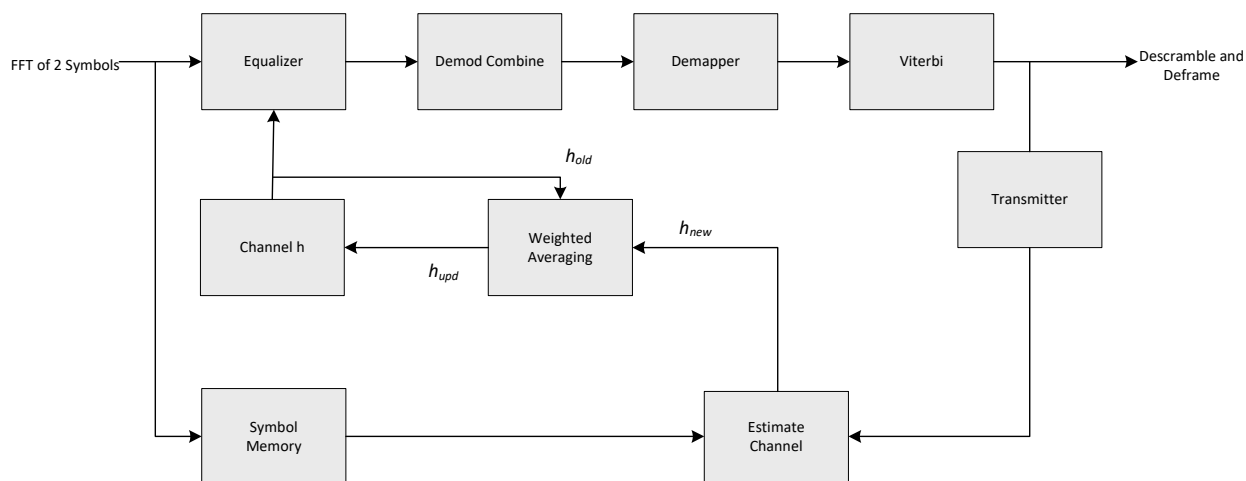 FFT of 2 Symbols
Equalizer
Demod Combine
Demapper
Viterbi
Descramble and
Deframe
h_old
Transmitter
Channel h
Weighted
Averaging
h_new
h_upd
Symbol
Memory
Estimate
Channel